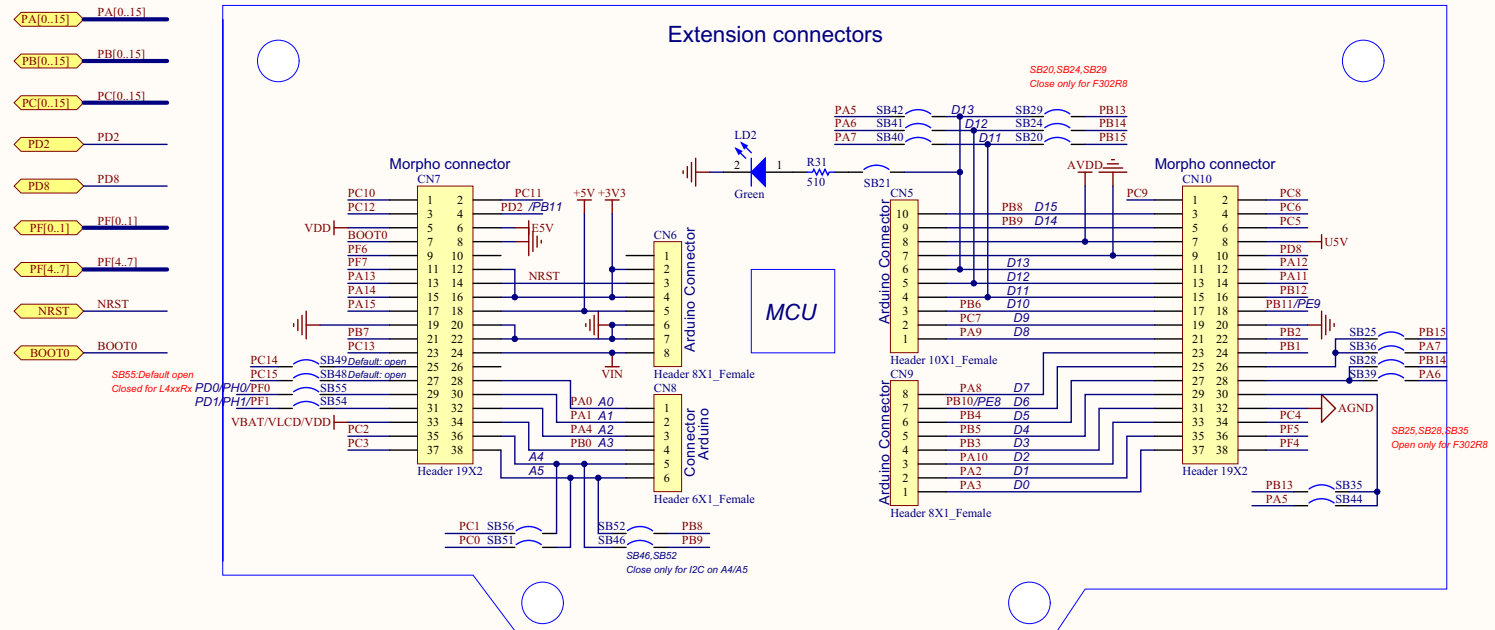 Extension connectors
PA[0..15] PA[0..15]
PB[0..15] PB[0..15]
PC[0..15] PC[0..15]
PD2 PD2
PD8 PD8
PF[0..1] PF[0..1]
PF[4..7] PF[4..7]
NRST NRST
BOOT0 BOOT0
SB20,SB24,SB29
Close only for F302R8
PA5 SB42 D13 SB29 PB13
PA6 SB41 D12 SB24 PB14
PA7 SB40 D11 SB20 PB15
LD2
2 1
Green
R31
510
SB21
AVDD
Morpho connector
CN7
PC10 1 2 PC11
PC12 3 4 PD2 /PB11
VDD 5 6 E5V
BOOT0 7 8
PF6 9 10
PF7 11 12
PA13 13 14 NRST
PA14 15 16
PA15 17 18
19 20
PB7 21 22
PC13 23 24
PC14 SB49 Default: open 25 26
PC15 SB48 Default: open 27 28
PD0/PH0/PF0 SB55 29 30
PD1/PH1/PF1 SB54 31 32
VBAT/VLCD/VDD 33 34
PC2 35 36
PC3 37 38
Header 19X2
SB55:Default open
Closed for L4xxRx
+5V +3V3
CN6
1
2
3
4
5
6
7
8
Arduino Connector
Header 8X1_Female
VIN
CN8
PA0 A0 1
PA1 A1 2
PA4 A2 3
PB0 A3 4
A4 5
A5 6
Connector
Arduino
Header 6X1_Female
PC1 SB56 SB52 PB8
PC0 SB51 SB46 PB9
SB46,SB52
Close only for I2C on A4/A5
MCU
CN5
Arduino Connector
10 PB8 D15
9 PB9 D14
8
7
6 D13
5 D12
4 D11
3 PB6 D10
2 PC7 D9
1 PA9 D8
Header 10X1_Female
CN9
Arduino Connector
8 PA8 D7
7 PB10/PE8 D6
6 PB4 D5
5 PB5 D4
4 PB3 D3
3 PA10 D2
2 PA2 D1
1 PA3 D0
Header 8X1_Female
Morpho connector
CN10
PC9 1 2 PC8
3 4 PC6
5 6 PC5
7 8 U5V
9 10 PD8
11 12 PA12
13 14 PA11
15 16 PB12
17 18 PB11/PE9
19 20
21 22 PB2
23 24 PB1
25 26
27 28
29 30
31 32 PC4
33 34 AGND
35 36 PF5
37 38 PF4
Header 19X2
SB25 PB15
SB36 PA7
SB28 PB14
SB39 PA6
SB25,SB28,SB35
Open only for F302R8
PB13 SB35
PA5 SB44